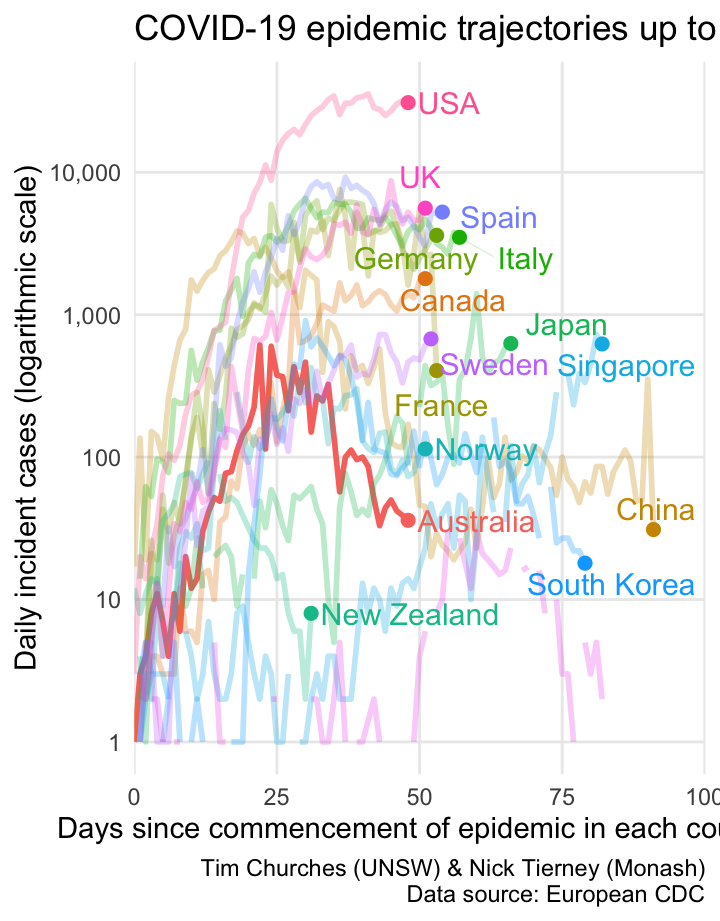 COVID-19 epidemic trajectories up to
Daily incident cases (logarithmic scale)
10,000
1,000
100
10
1
USA
UK
Spain
Germany
Italy
Canada
Japan
Sweden
Singapore
France
Norway
China
Australia
South Korea
New Zealand
0 25 50 75 100
Days since commencement of epidemic in each cou
Tim Churches (UNSW) & Nick Tierney (Monash)
Data source: European CDC